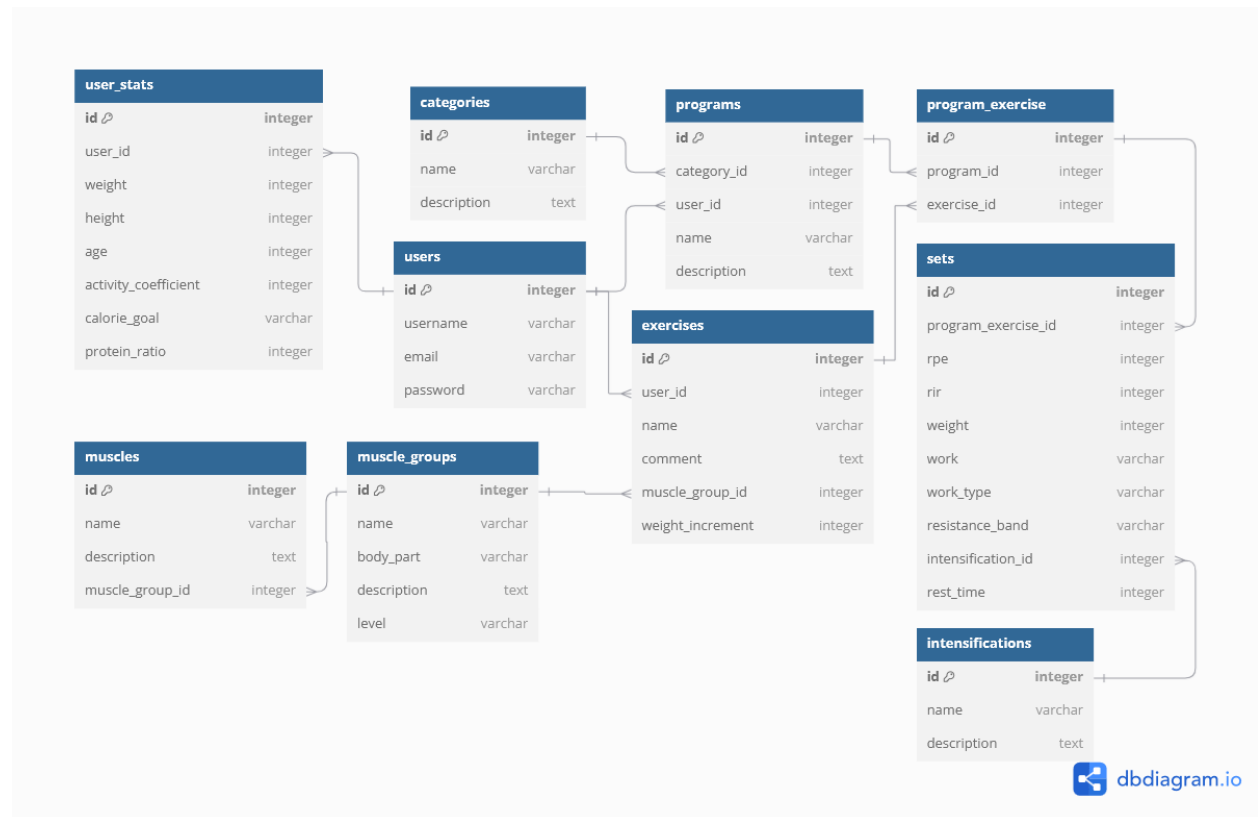 user_stats
id integer
user_id integer
weight integer
height integer
age integer
activity_coefficient integer
calorie_goal varchar
protein_ratio integer
categories
id integer
name varchar
description text
users
id integer
username varchar
email varchar
password varchar
programs
id integer
category_id integer
user_id integer
name varchar
description text
program_exercise
id integer
program_id integer
exercise_id integer
exercises
id integer
user_id integer
name varchar
comment text
muscle_group_id integer
weight_increment integer
sets
id integer
program_exercise_id integer
rpe integer
rir integer
weight integer
work varchar
work_type varchar
resistance_band varchar
intensification_id integer
rest_time integer
muscles
id integer
name varchar
description text
muscle_group_id integer
muscle_groups
id integer
name varchar
body_part varchar
description text
level varchar
intensifications
id integer
name varchar
description text
dbdiagram.io